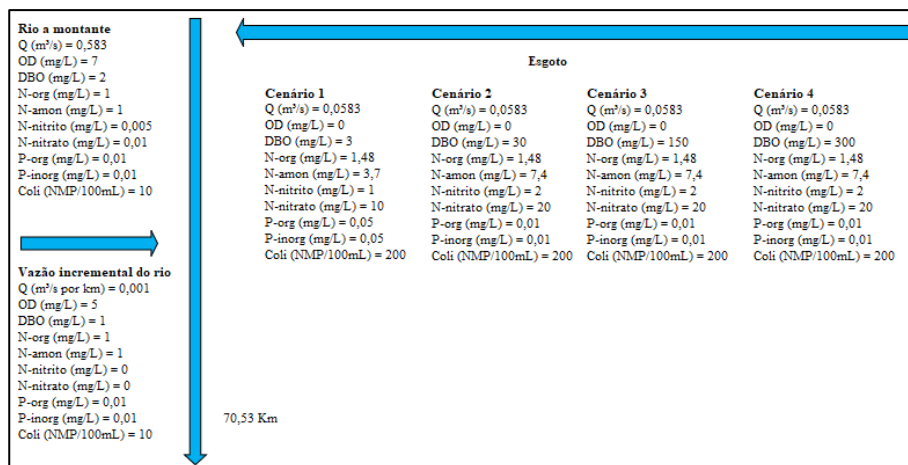 Rio a montante
Q (m³/s) = 0,583
OD (mg/L) = 7
DBO (mg/L) = 2
N-org (mg/L) = 1
N-amon (mg/L) = 1
N-nitrito (mg/L) = 0,005
N-nitrato (mg/L) = 0,01
P-org (mg/L) = 0,01
P-inorg (mg/L) = 0,01
Coli (NMP/100mL) = 10
Vazão incremental do rio
Q (m³/s por km) = 0,001
OD (mg/L) = 5
DBO (mg/L) = 1
N-org (mg/L) = 1
N-amon (mg/L) = 1
N-nitrito (mg/L) = 0
N-nitrato (mg/L) = 0
P-org (mg/L) = 0,01
P-inorg (mg/L) = 0,01
Coli (NMP/100mL) = 10
Esgoto
Cenário 1
Q (m³/s) = 0,0583
OD (mg/L) = 0
DBO (mg/L) = 3
N-org (mg/L) = 1,48
N-amon (mg/L) = 3,7
N-nitrito (mg/L) = 1
N-nitrato (mg/L) = 10
P-org (mg/L) = 0,05
P-inorg (mg/L) = 0,05
Coli (NMP/100mL) = 200
Cenário 2
Q (m³/s) = 0,0583
OD (mg/L) = 0
DBO (mg/L) = 30
N-org (mg/L) = 1,48
N-amon (mg/L) = 7,4
N-nitrito (mg/L) = 2
N-nitrato (mg/L) = 20
P-org (mg/L) = 0,01
P-inorg (mg/L) = 0,01
Coli (NMP/100mL) = 200
Cenário 3
Q (m³/s) = 0,0583
OD (mg/L) = 0
DBO (mg/L) = 150
N-org (mg/L) = 1,48
N-amon (mg/L) = 7,4
N-nitrito (mg/L) = 2
N-nitrato (mg/L) = 20
P-org (mg/L) = 0,01
P-inorg (mg/L) = 0,01
Coli (NMP/100mL) = 200
Cenário 4
Q (m³/s) = 0,0583
OD (mg/L) = 0
DBO (mg/L) = 300
N-org (mg/L) = 1,48
N-amon (mg/L) = 7,4
N-nitrito (mg/L) = 2
N-nitrato (mg/L) = 20
P-org (mg/L) = 0,01
P-inorg (mg/L) = 0,01
Coli (NMP/100mL) = 200
70,53 Km